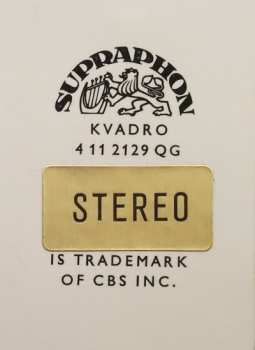 SUPRAPHON
KVADRO
4 11 2129 QG
STEREO
IS TRADEMARK
OF CBS INC.